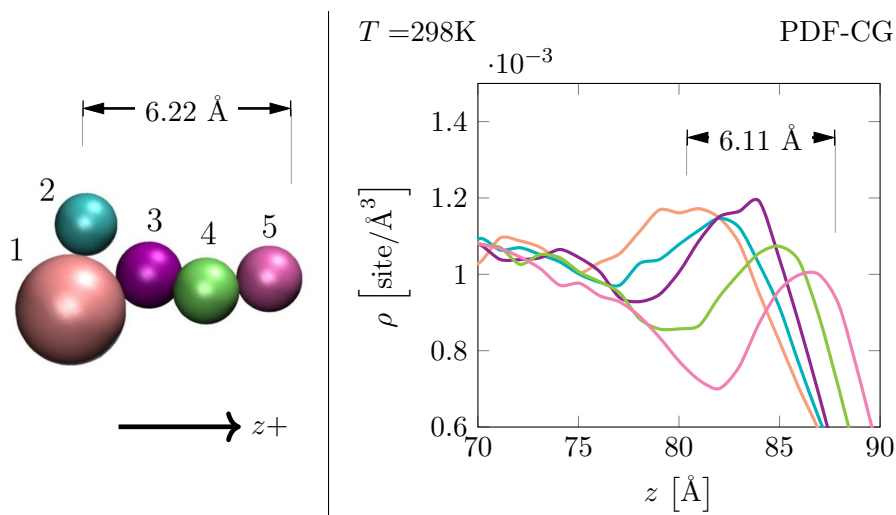 6.22 Å
1
2
3
4
5
z+
T =298K
PDF-CG
·10⁻³
6.11 Å
ρ [site/Å³]
1.4
1.2
1
0.8
0.6
70
75
80
85
90
z [Å]